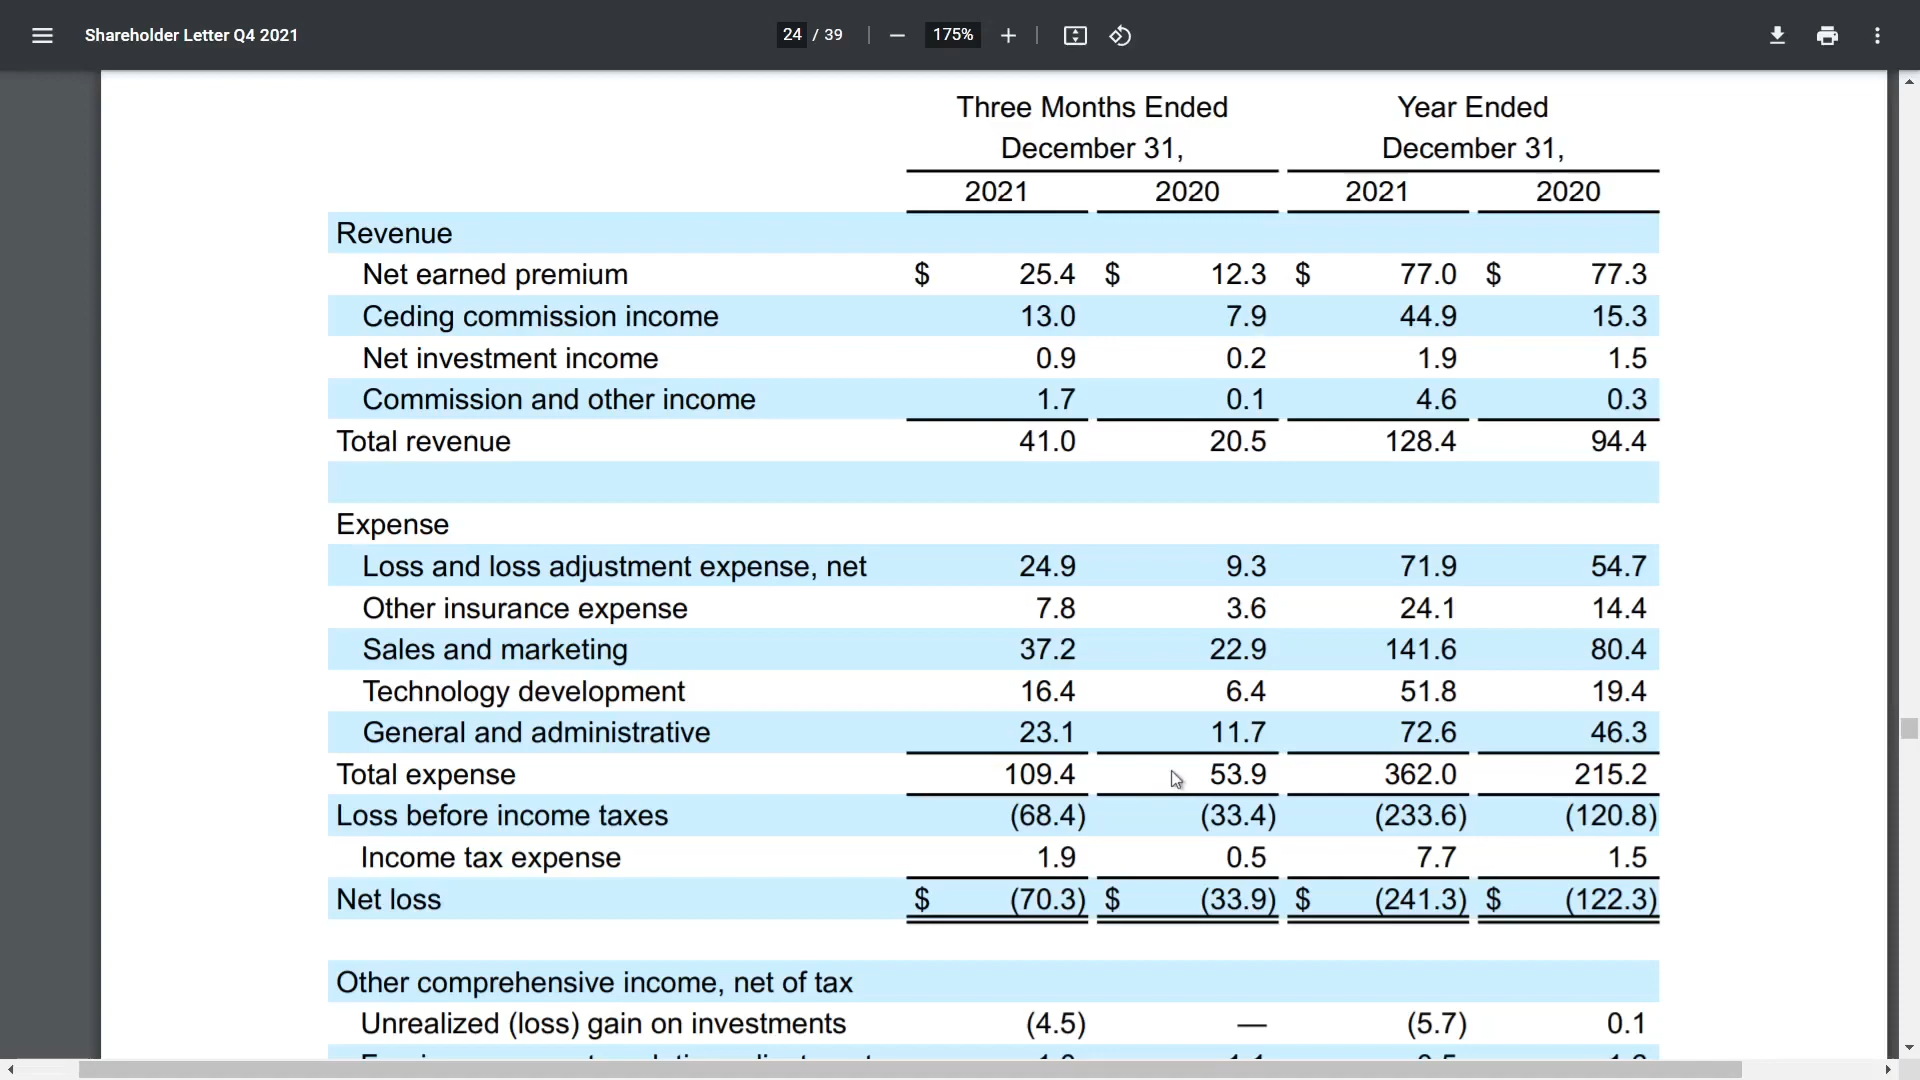 Shareholder Letter Q4 2021 24 / 39 175%
Three Months Ended Year Ended
December 31, December 31,
2021 2020 2021 2020
Revenue
Net earned premium $ 25.4 $ 12.3 $ 77.0 $ 77.3
Ceding commission income 13.0 7.9 44.9 15.3
Net investment income 0.9 0.2 1.9 1.5
Commission and other income 1.7 0.1 4.6 0.3
Total revenue 41.0 20.5 128.4 94.4
Expense
Loss and loss adjustment expense, net 24.9 9.3 71.9 54.7
Other insurance expense 7.8 3.6 24.1 14.4
Sales and marketing 37.2 22.9 141.6 80.4
Technology development 16.4 6.4 51.8 19.4
General and administrative 23.1 11.7 72.6 46.3
Total expense 109.4 53.9 362.0 215.2
Loss before income taxes (68.4) (33.4) (233.6) (120.8)
Income tax expense 1.9 0.5 7.7 1.5
Net loss $ (70.3) $ (33.9) $ (241.3) $ (122.3)
Other comprehensive income, net of tax
Unrealized (loss) gain on investments (4.5) — (5.7) 0.1